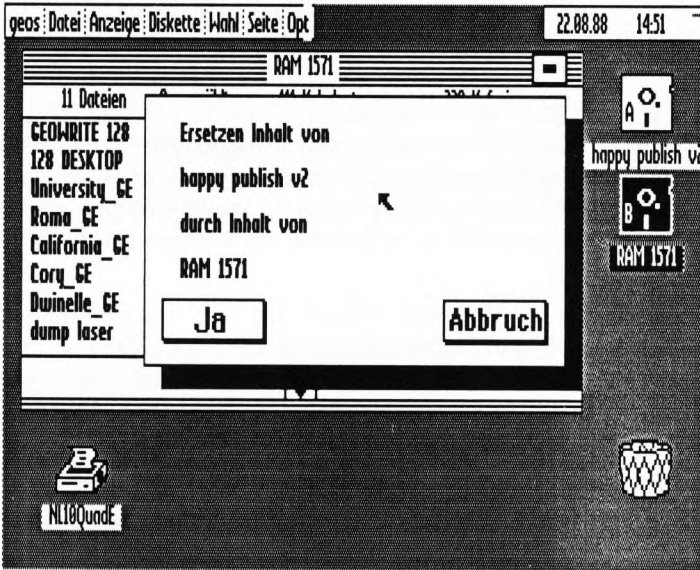 geos Datei Anzeige Diskette Wahl Seite Opt
22.08.88 14:51
RAM 1571
11 Dateien
GEOWRITE 128
128 DESKTOP
University_GE
Roma_GE
California_GE
Cory_GE
Dwinelle_GE
dump laser
Ersetzen Inhalt von
happy publish v2
durch Inhalt von
RAM 1571
Ja
Abbruch
A
happy publish v2
B
RAM 1571
NL10QuadE